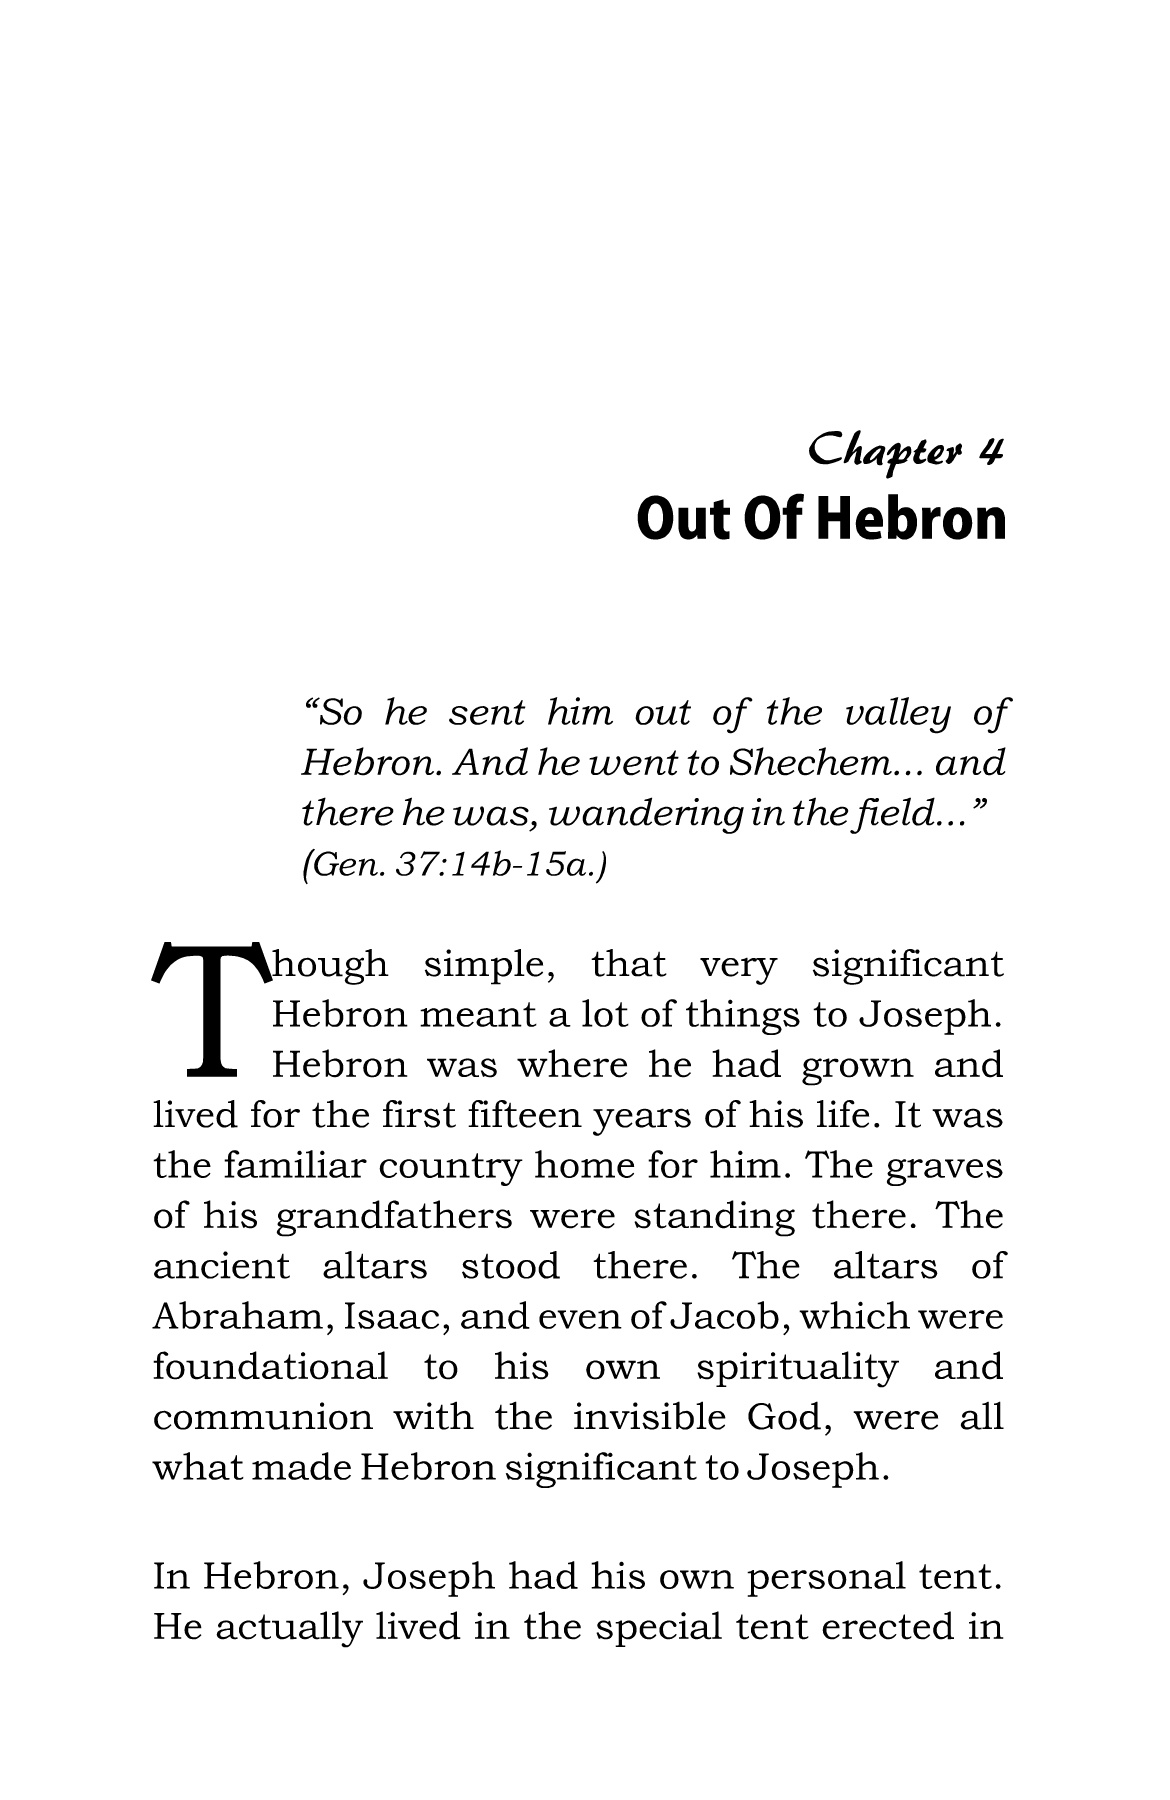 Chapter 4
Out Of Hebron
“So he sent him out of the valley of
Hebron. And he went to Shechem... and
there he was, wandering in the field...”
(Gen. 37:14b-15a.)
Though simple, that very significant
Hebron meant a lot of things to Joseph.
Hebron was where he had grown and
lived for the first fifteen years of his life. It was
the familiar country home for him. The graves
of his grandfathers were standing there. The
ancient altars stood there. The altars of
Abraham, Isaac, and even of Jacob, which were
foundational to his own spirituality and
communion with the invisible God, were all
what made Hebron significant to Joseph.
In Hebron, Joseph had his own personal tent.
He actually lived in the special tent erected in